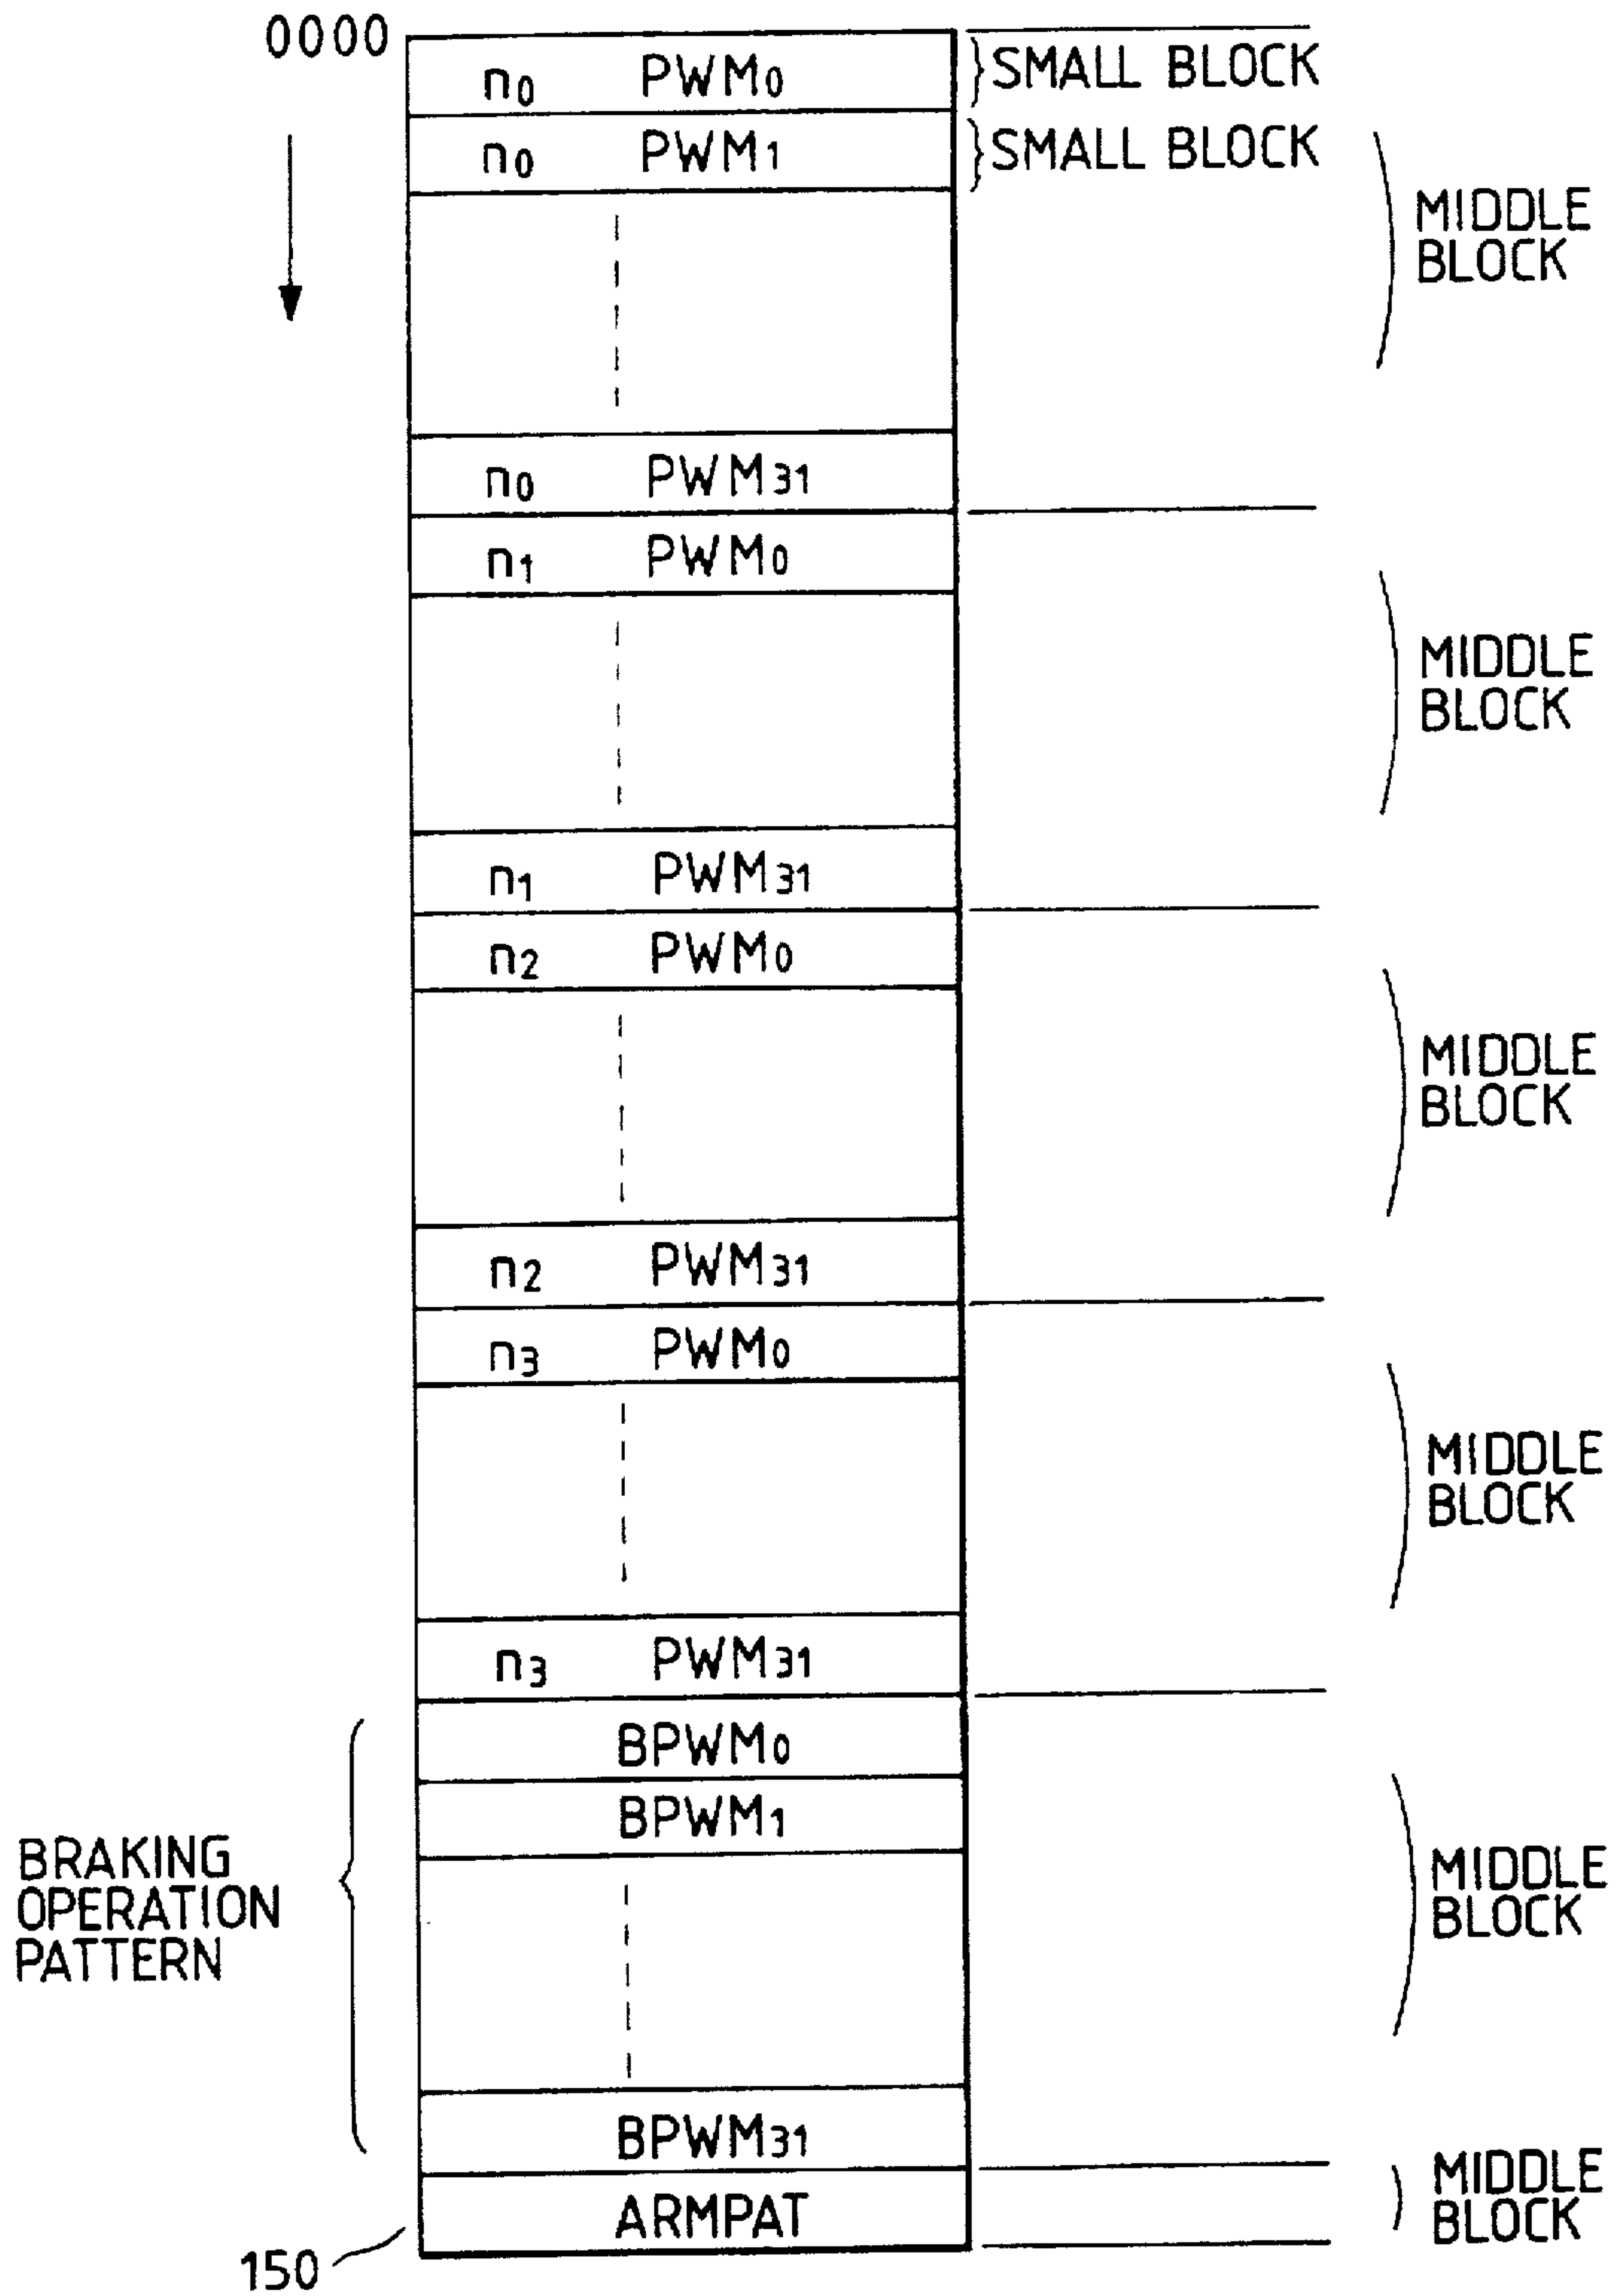 0000
n0 PWM0 SMALL BLOCK
n0 PWM1 SMALL BLOCK
MIDDLE
BLOCK
n0 PWM31
n1 PWM0
MIDDLE
BLOCK
n1 PWM31
n2 PWM0
MIDDLE
BLOCK
n2 PWM31
n3 PWM0
MIDDLE
BLOCK
n3 PWM31
BPWM0
BPWM1
BRAKING
OPERATION
PATTERN
MIDDLE
BLOCK
BPWM31
ARMPAT
MIDDLE
BLOCK
150